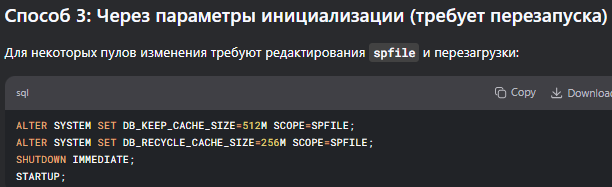 Способ 3: Через параметры инициализации (требует перезапуска)
Для некоторых пулов изменения требуют редактирования spfile и перезагрузки:
sql Copy Download
ALTER SYSTEM SET DB_KEEP_CACHE_SIZE=512M SCOPE=SPFILE;
ALTER SYSTEM SET DB_RECYCLE_CACHE_SIZE=256M SCOPE=SPFILE;
SHUTDOWN IMMEDIATE;
STARTUP;